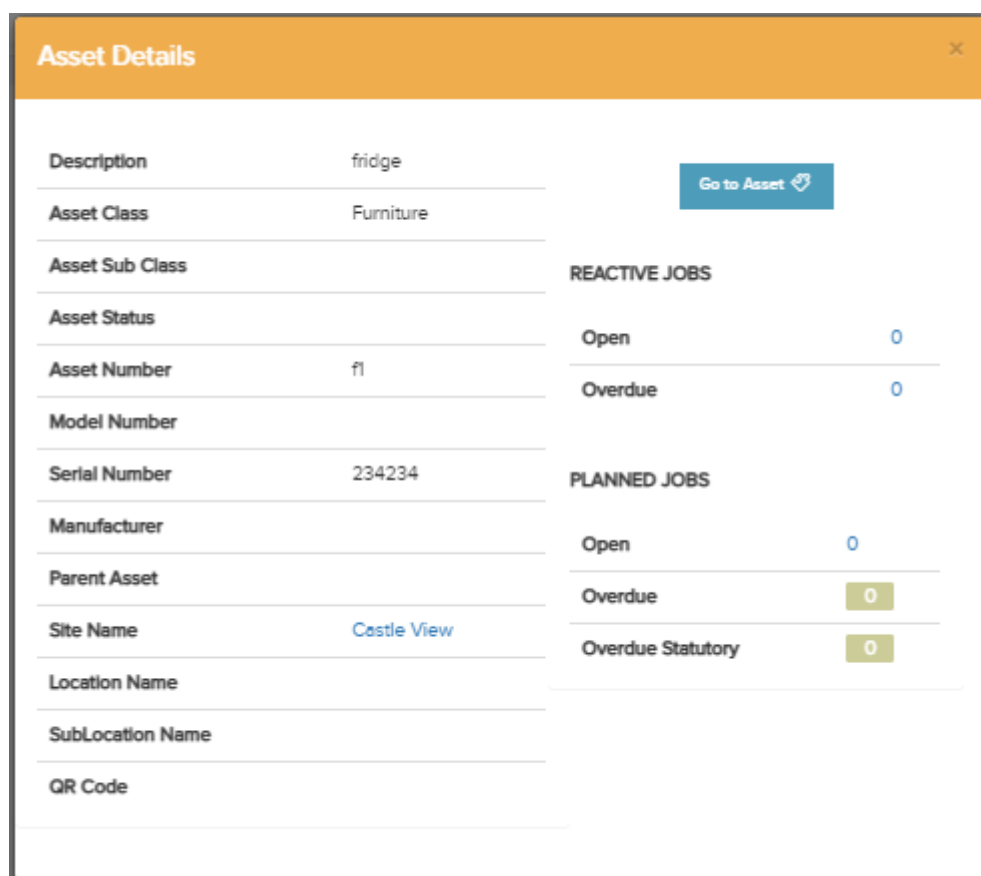 Asset Details
×
Description fridge
Asset Class Furniture
Asset Sub Class
Asset Status
Asset Number f1
Model Number
Serial Number 234234
Manufacturer
Parent Asset
Site Name Castle View
Location Name
SubLocation Name
QR Code
Go to Asset
REACTIVE JOBS
Open 0
Overdue 0
PLANNED JOBS
Open 0
Overdue 0
Overdue Statutory 0